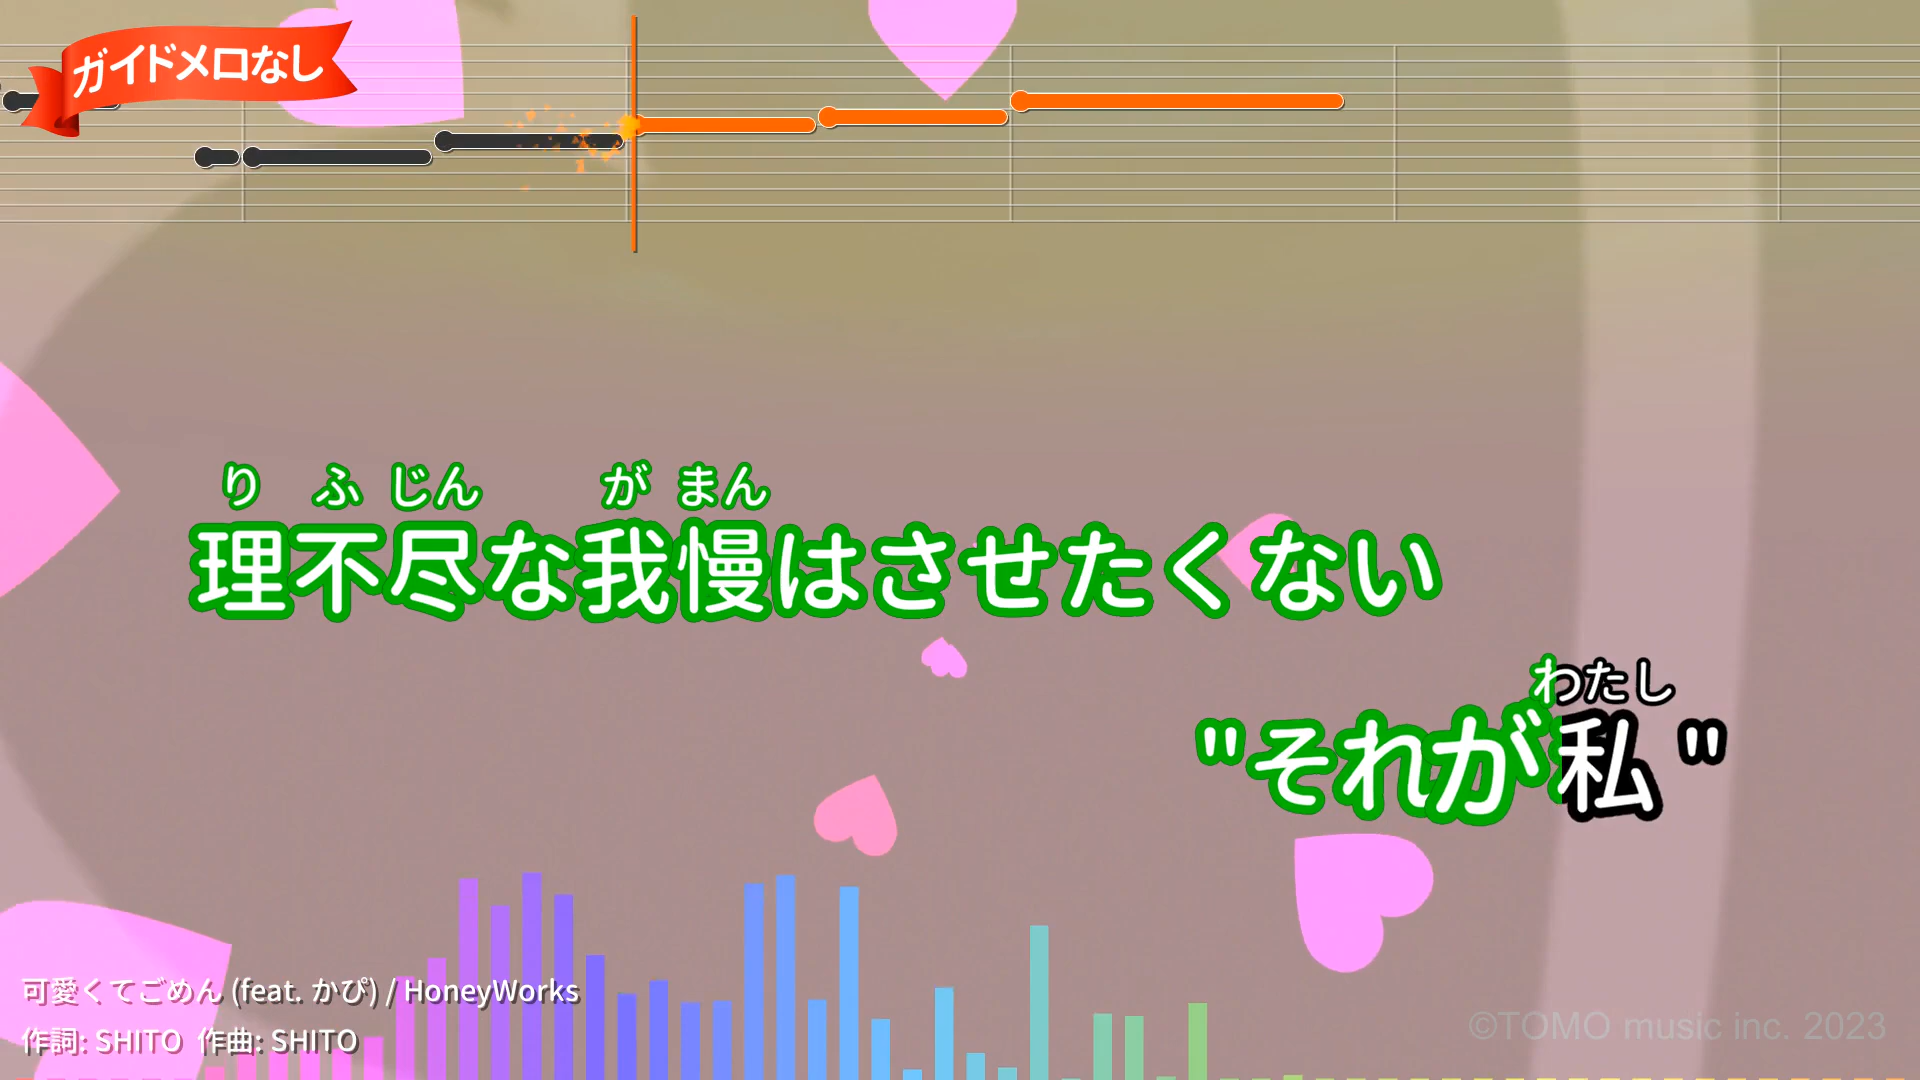 ガイドメロなし
り ふ じん が まん
理不尽な我慢はさせたくない
わたし
"それが私"
可愛くてごめん (feat. かぴ) / HoneyWorks
作詞: SHITO 作曲: SHITO
©TOMO music inc. 2023